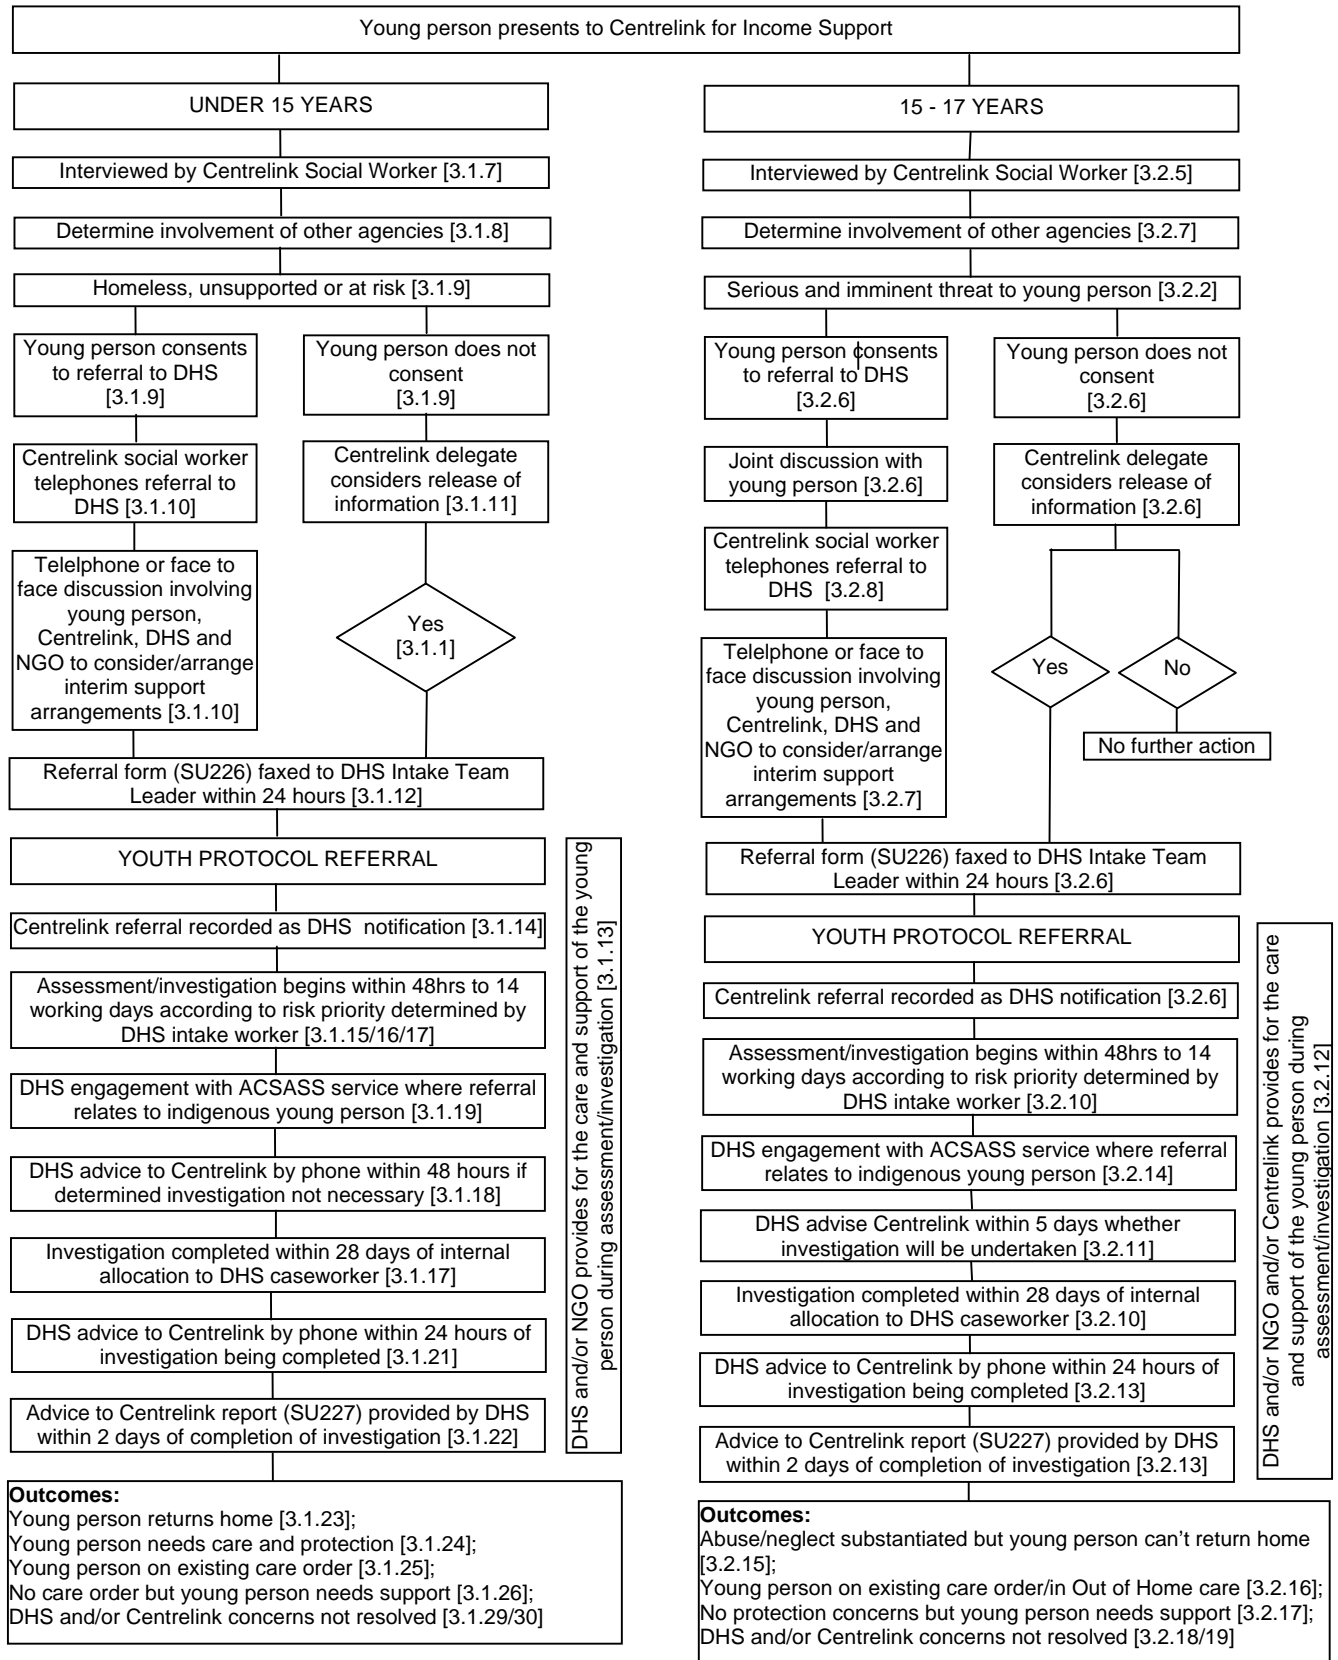 Young person presents to Centrelink for Income Support
UNDER 15 YEARS
Interviewed by Centrelink Social Worker [3.1.7]
Determine involvement of other agencies [3.1.8]
Homeless, unsupported or at risk [3.1.9]
Young person consents
to referral to DHS
[3.1.9]
Young person does not
consent
[3.1.9]
Centrelink social worker
telephones referral to
DHS [3.1.10]
Centrelink delegate
considers release of
information [3.1.11]
Telelphone or face to
face discussion involving
young person,
Centrelink, DHS and
NGO to consider/arrange
interim support
arrangements [3.1.10]
Yes
[3.1.1]
Referral form (SU226) faxed to DHS Intake Team
Leader within 24 hours [3.1.12]
YOUTH PROTOCOL REFERRAL
Centrelink referral recorded as DHS  notification [3.1.14]
Assessment/investigation begins within 48hrs to 14
working days according to risk priority determined by
DHS intake worker [3.1.15/16/17]
DHS engagement with ACSASS service where referral
relates to indigenous young person [3.1.19]
DHS advice to Centrelink by phone within 48 hours if
determined investigation not necessary [3.1.18]
Investigation completed within 28 days of internal
allocation to DHS caseworker [3.1.17]
DHS advice to Centrelink by phone within 24 hours of
investigation being completed [3.1.21]
Advice to Centrelink report (SU227) provided by DHS
within 2 days of completion of investigation [3.1.22]
DHS and/or NGO provides for the care and support of the young
person during assessment/investigation [3.1.13]
Outcomes:
Young person returns home [3.1.23];
Young person needs care and protection [3.1.24];
Young person on existing care order [3.1.25];
No care order but young person needs support [3.1.26];
DHS and/or Centrelink concerns not resolved [3.1.29/30]
15 - 17 YEARS
Interviewed by Centrelink Social Worker [3.2.5]
Determine involvement of other agencies [3.2.7]
Serious and imminent threat to young person [3.2.2]
Young person consents
to referral to DHS
[3.2.6]
Young person does not
consent
[3.2.6]
Joint discussion with
young person [3.2.6]
Centrelink delegate
considers release of
information [3.2.6]
Centrelink social worker
telephones referral to
DHS  [3.2.8]
Telelphone or face to
face discussion involving
young person,
Centrelink, DHS and
NGO to consider/arrange
interim support
arrangements [3.2.7]
Yes
No
No further action
Referral form (SU226) faxed to DHS Intake Team
Leader within 24 hours [3.2.6]
YOUTH PROTOCOL REFERRAL
Centrelink referral recorded as DHS notification [3.2.6]
Assessment/investigation begins within 48hrs to 14
working days according to risk priority determined by
DHS intake worker [3.2.10]
DHS engagement with ACSASS service where referral
relates to indigenous young person [3.2.14]
DHS advise Centrelink within 5 days whether
investigation will be undertaken [3.2.11]
Investigation completed within 28 days of internal
allocation to DHS caseworker [3.2.10]
DHS advice to Centrelink by phone within 24 hours of
investigation being completed [3.2.13]
Advice to Centrelink report (SU227) provided by DHS
within 2 days of completion of investigation [3.2.13]
DHS and/or NGO and/or Centrelink provides for the care
and support of the young person during
assessment/investigation [3.2.12]
Outcomes:
Abuse/neglect substantiated but young person can't return home
[3.2.15];
Young person on existing care order/in Out of Home care [3.2.16];
No protection concerns but young person needs support [3.2.17];
DHS and/or Centrelink concerns not resolved [3.2.18/19]